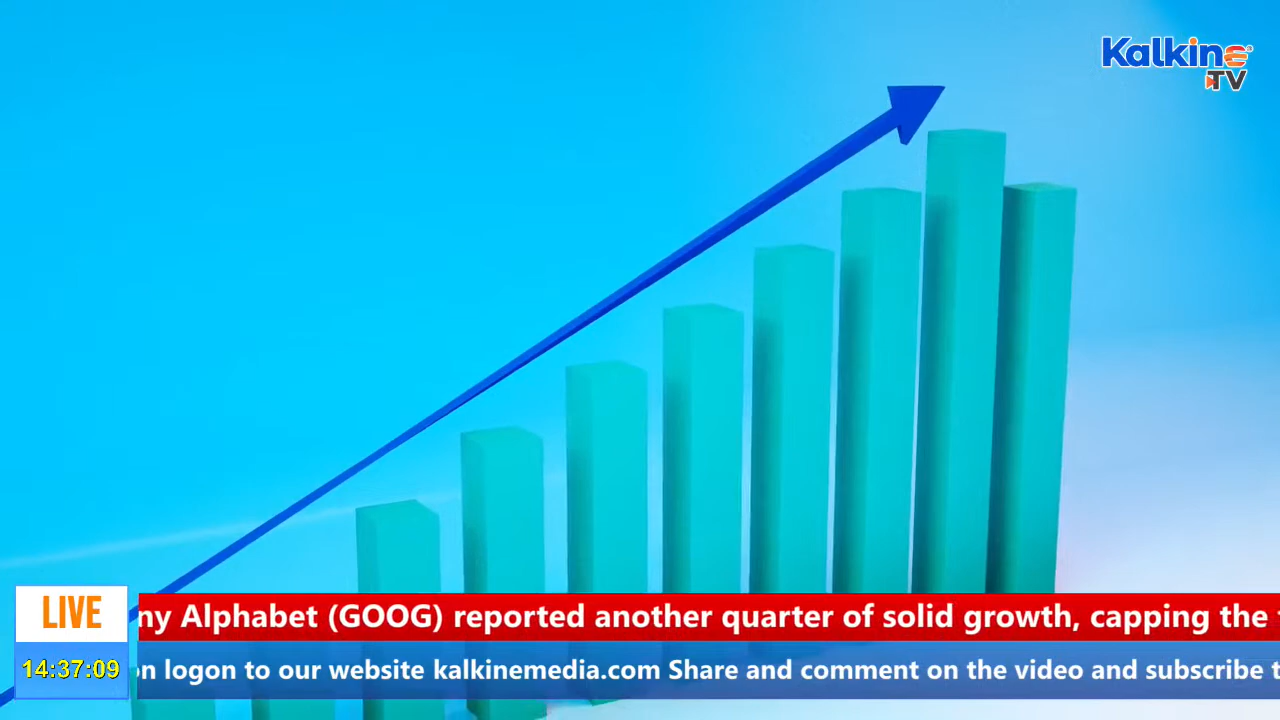 Kalkine
TV
LIVE
ny Alphabet (GOOG) reported another quarter of solid growth, capping the
14:37:09
on logon to our website kalkinemedia.com Share and comment on the video and subscribe t